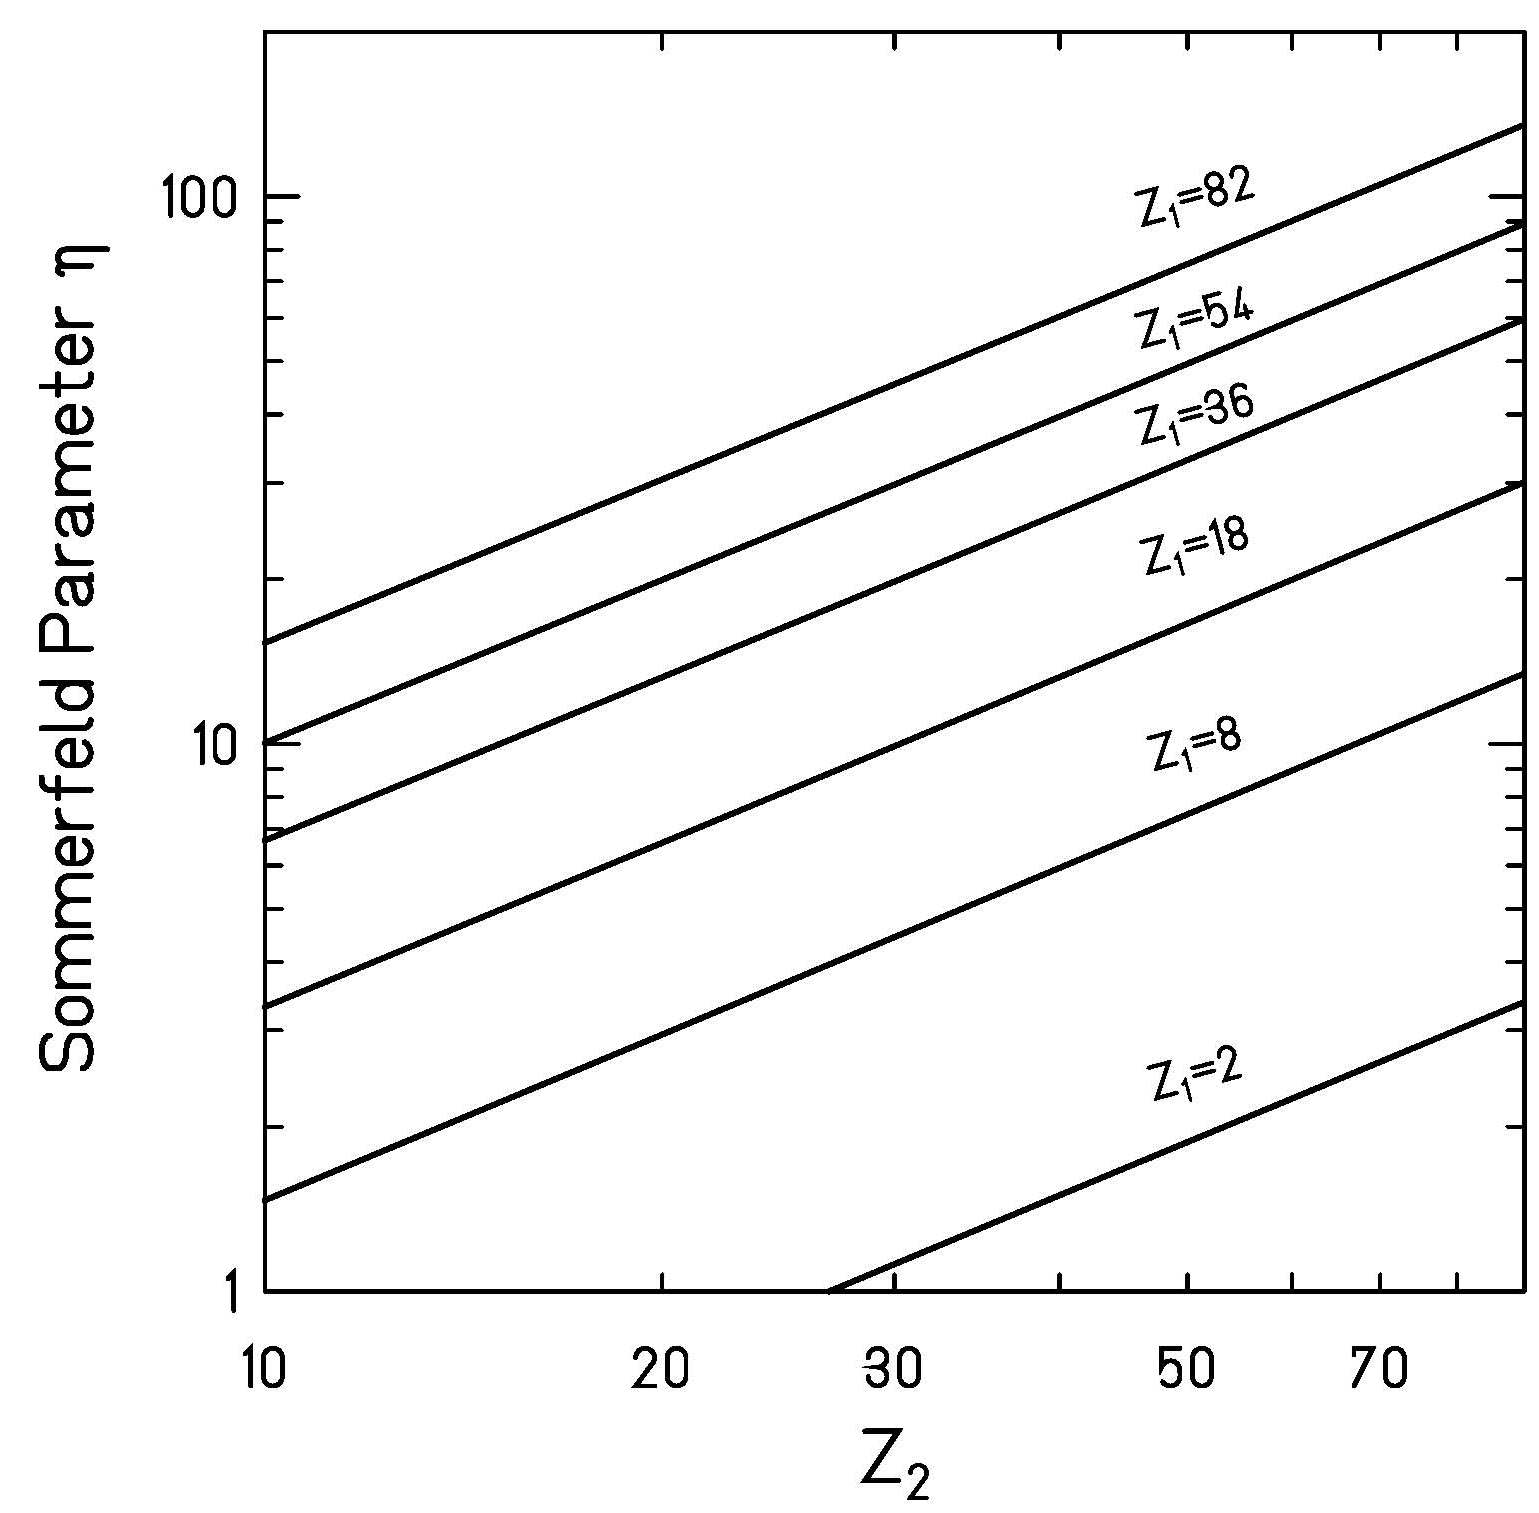 Sommerfeld Parameter η
100
10
1
Z₁=82
Z₁=54
Z₁=36
Z₁=18
Z₁=8
Z₁=2
10 20 30 50 70
Z₂